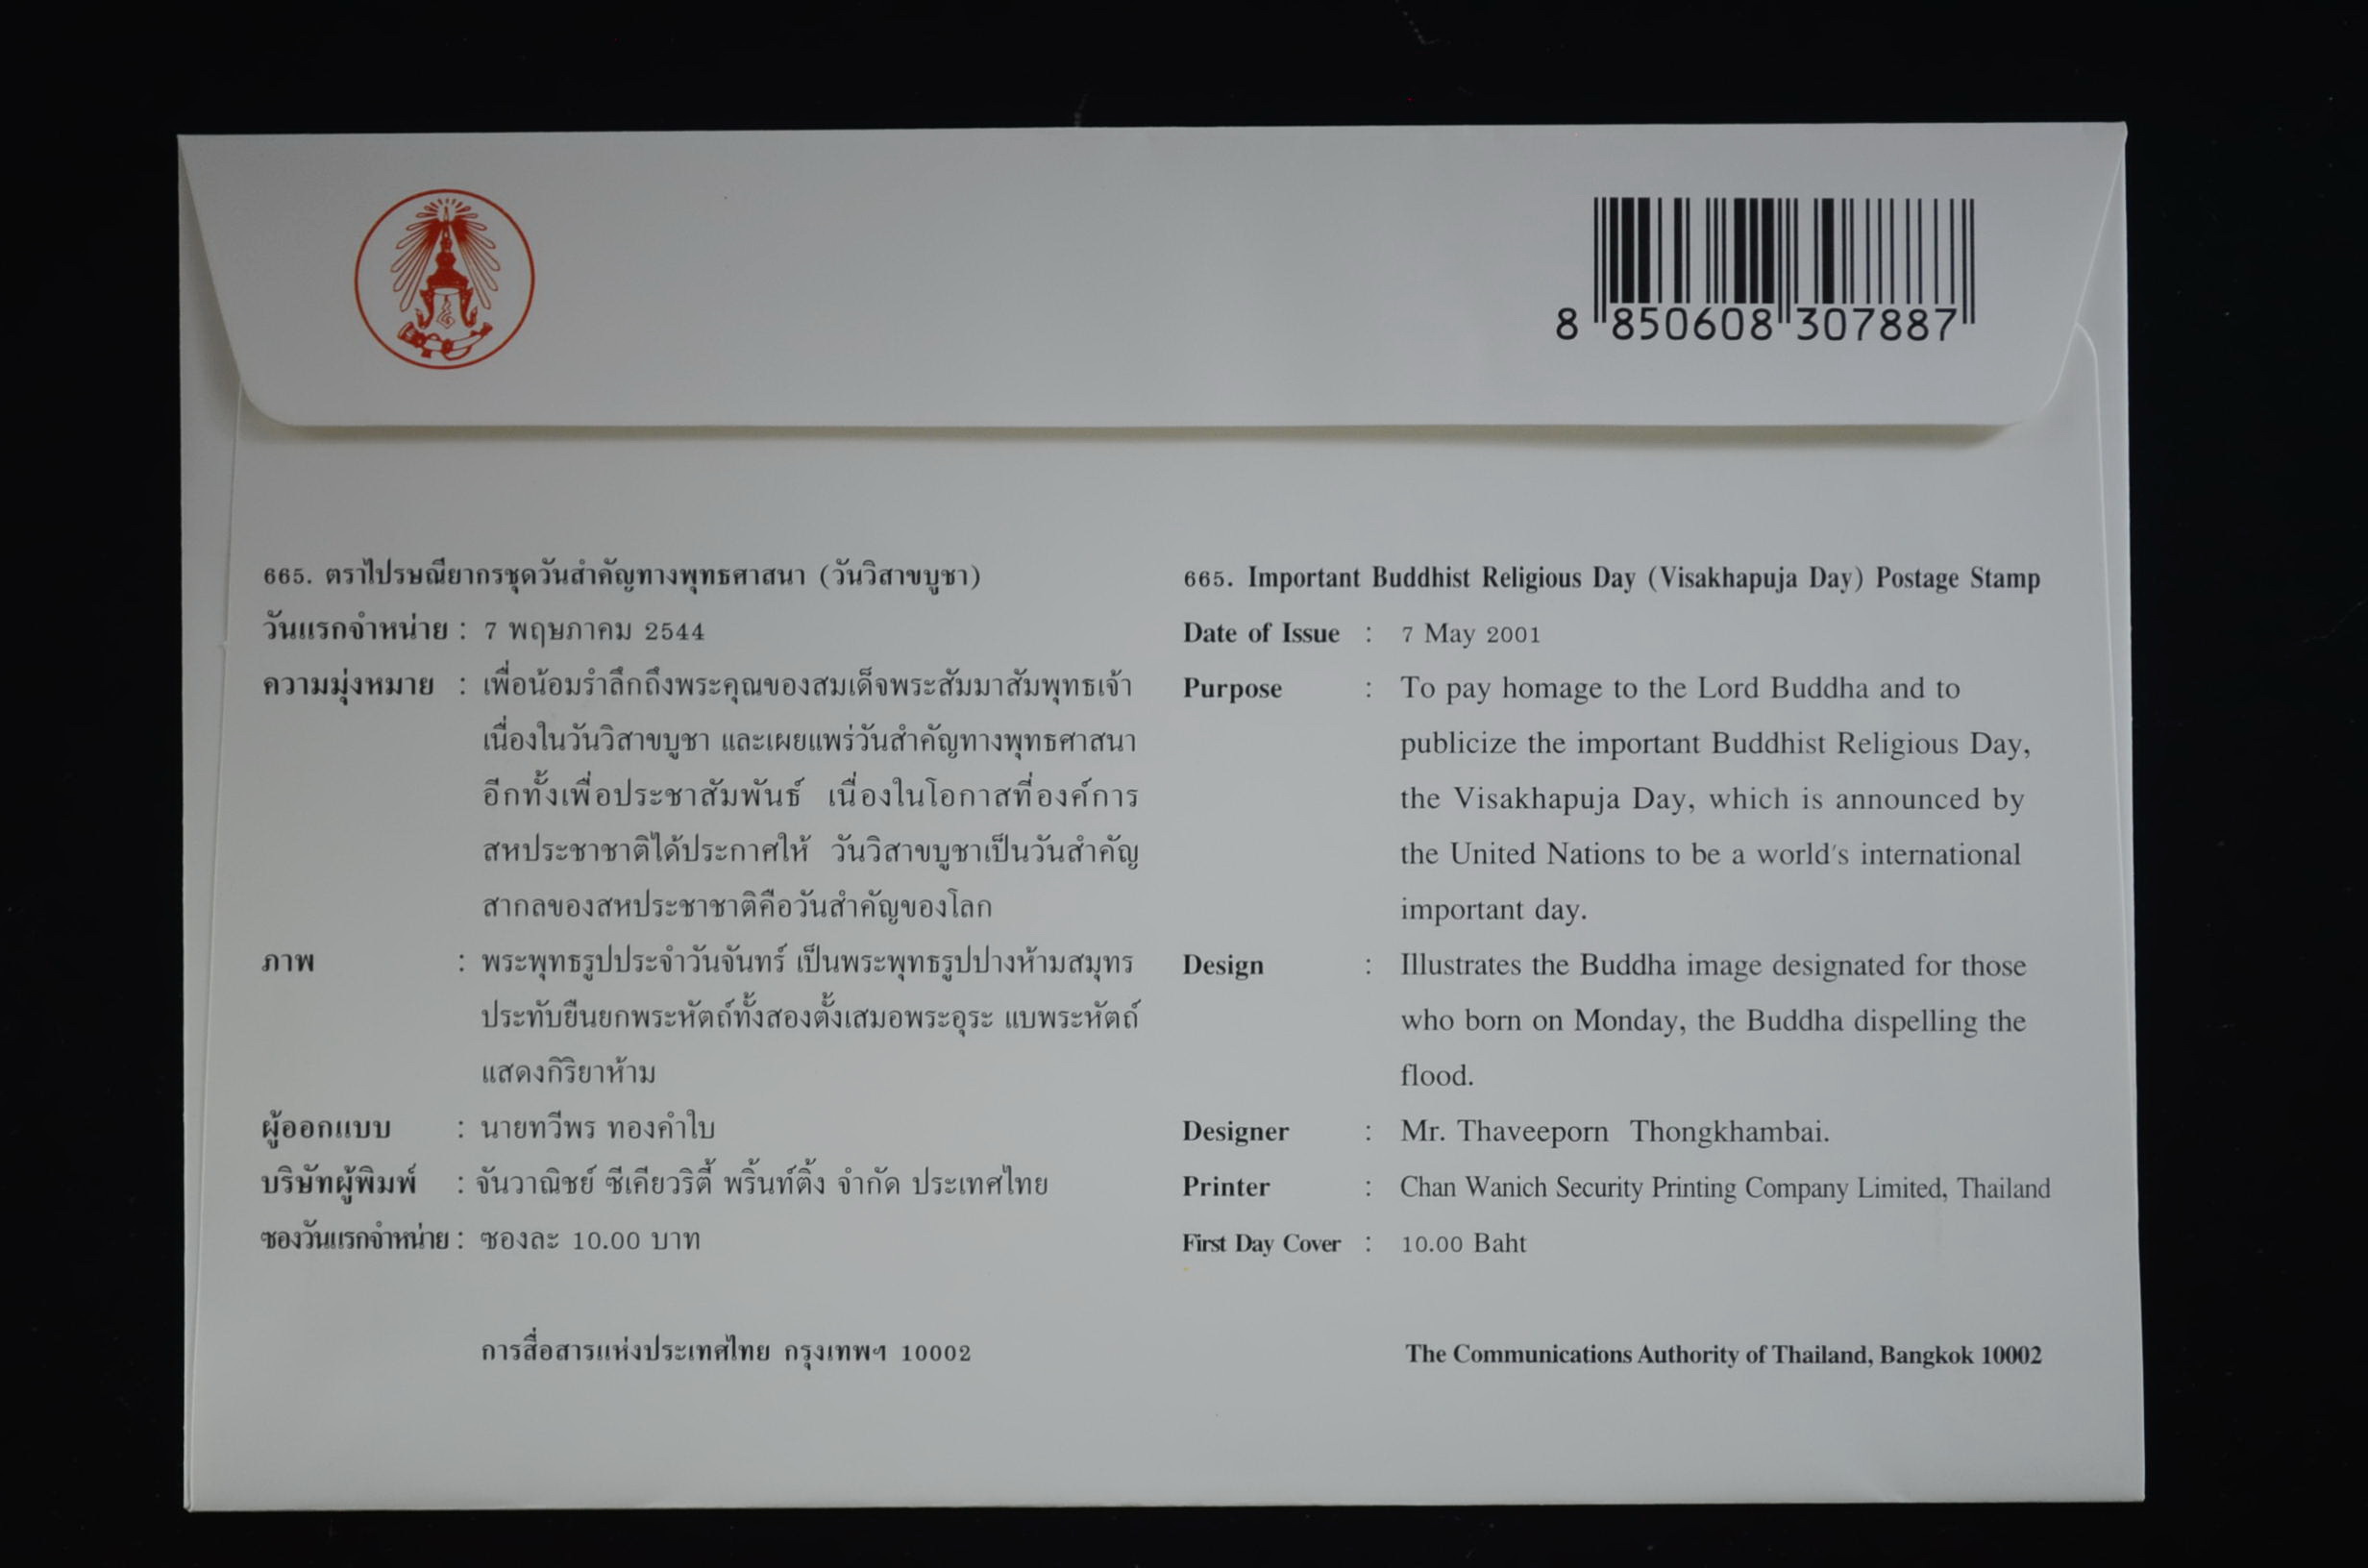 8 850608 307887
665. ตราไปรษณียากรชุดวันสำคัญทางพุทธศาสนา (วันวิสาขบูชา)
วันแรกจำหน่าย : 7 พฤษภาคม 2544
ความมุ่งหมาย : เพื่อน้อมรำลึกถึงพระคุณของสมเด็จพระสัมมาสัมพุทธเจ้า
เนื่องในวันวิสาขบูชา และเผยแพร่วันสำคัญทางพุทธศาสนา
อีกทั้งเพื่อประชาสัมพันธ์ เนื่องในโอกาสที่องค์การ
สหประชาชาติได้ประกาศให้ วันวิสาขบูชาเป็นวันสำคัญ
สากลของสหประชาชาติคือวันสำคัญของโลก
ภาพ : พระพุทธรูปประจำวันจันทร์ เป็นพระพุทธรูปปางห้ามสมุทร
ประทับยืนยกพระหัตถ์ทั้งสองตั้งเสมอพระอุระ แบพระหัตถ์
แสดงกิริยาห้าม
ผู้ออกแบบ : นายทวีพร ทองคำใบ
บริษัทผู้พิมพ์ : จันวาณิชย์ ซีเคียวริตี้ พริ้นท์ติ้ง จำกัด ประเทศไทย
ซองวันแรกจำหน่าย : ซองละ 10.00 บาท
การสื่อสารแห่งประเทศไทย กรุงเทพฯ 10002
665. Important Buddhist Religious Day (Visakhapuja Day) Postage Stamp
Date of Issue : 7 May 2001
Purpose : To pay homage to the Lord Buddha and to
publicize the important Buddhist Religious Day,
the Visakhapuja Day, which is announced by
the United Nations to be a world's international
important day.
Design : Illustrates the Buddha image designated for those
who born on Monday, the Buddha dispelling the
flood.
Designer : Mr. Thaveeporn Thongkhambai.
Printer : Chan Wanich Security Printing Company Limited, Thailand
First Day Cover : 10.00 Baht
The Communications Authority of Thailand, Bangkok 10002